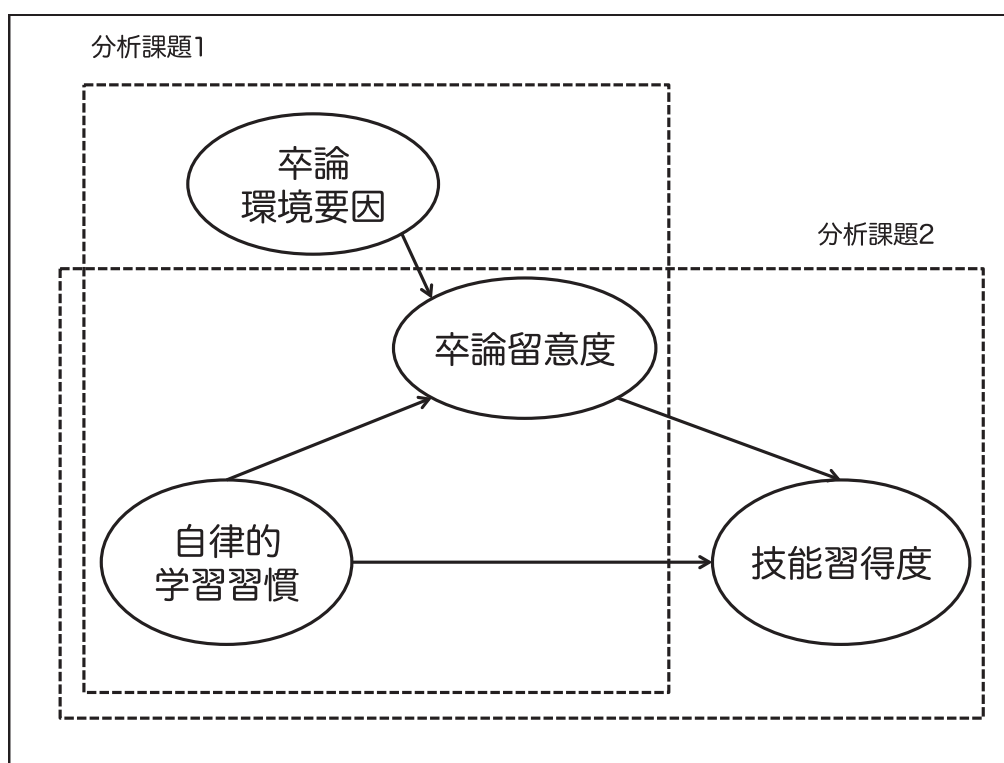 分析課題1
卒論
環境要因
分析課題2
卒論留意度
自律的
学習習慣
技能習得度